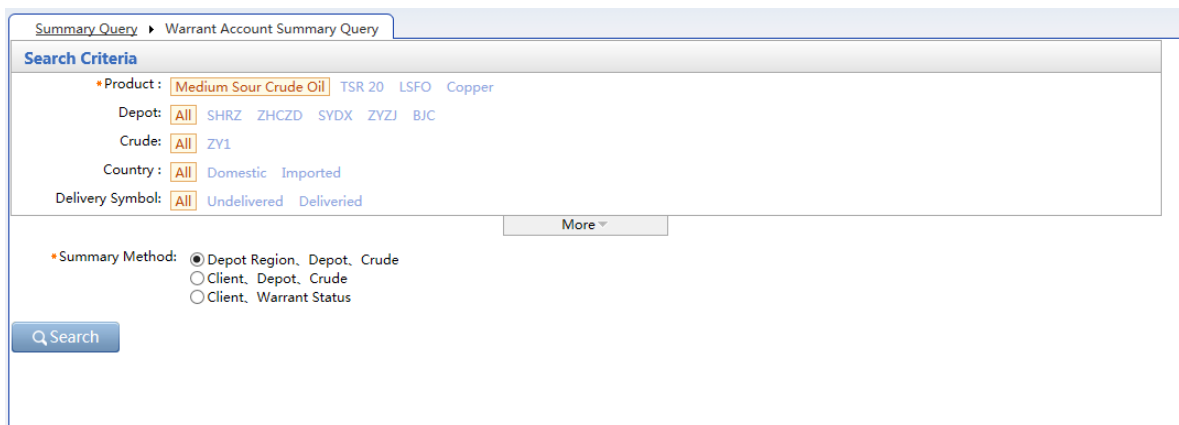 Summary Query ▸ Warrant Account Summary Query
Search Criteria
*Product : Medium Sour Crude Oil TSR 20 LSFO Copper
Depot: All SHRZ ZHCZD SYDX ZYZJ BJC
Crude: All ZY1
Country : All Domestic Imported
Delivery Symbol: All Undelivered Deliveried
More
*Summary Method: Depot Region、Depot、Crude
Client、Depot、Crude
Client、Warrant Status
Search